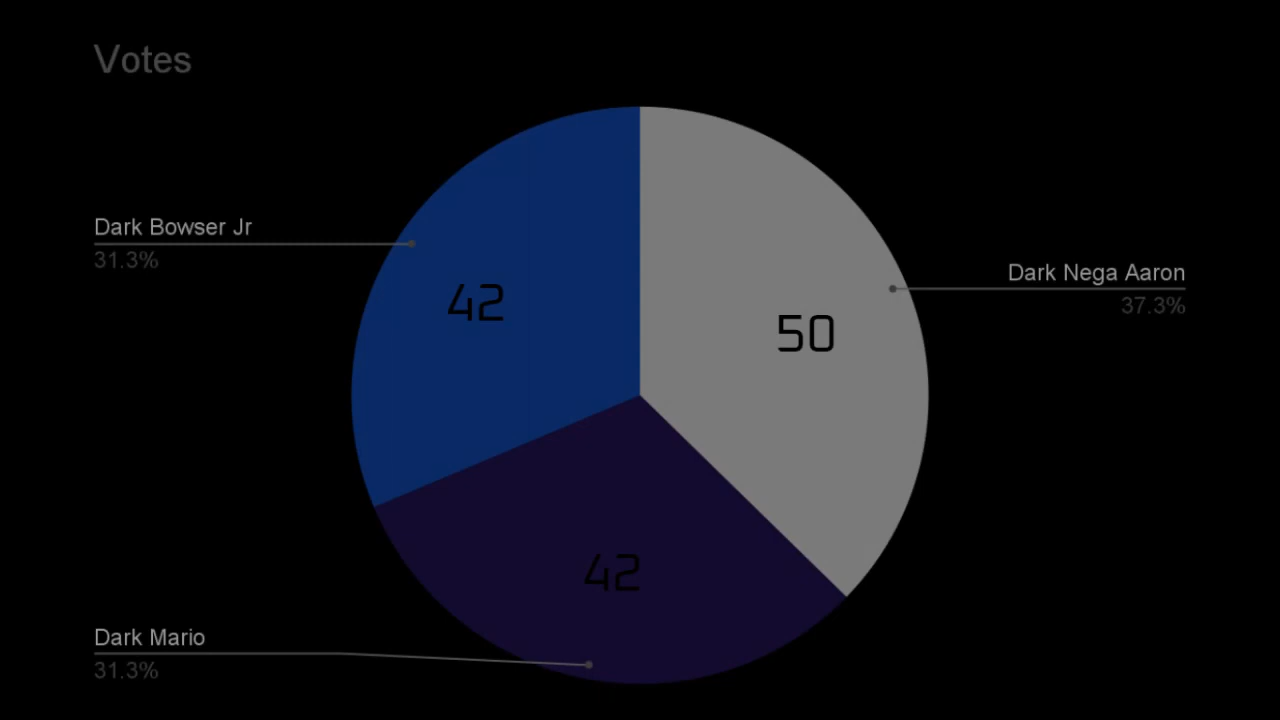 Votes
Dark Bowser Jr
31.3%
42
Dark Nega Aaron
37.3%
50
42
Dark Mario
31.3%